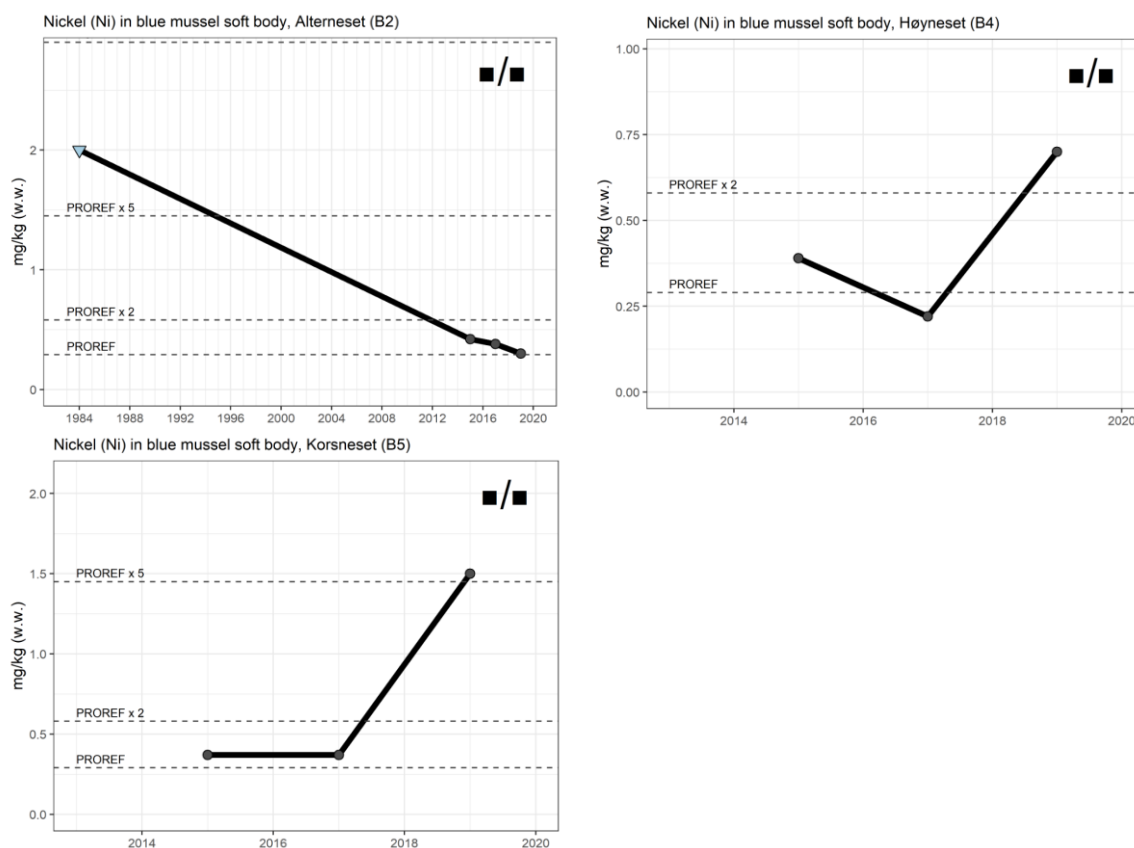 Nickel (Ni) in blue mussel soft body, Alterneset (B2)
mg/kg (w.w.)
2
1
0
PROREF x 5
PROREF x 2
PROREF
■/■
1984 1988 1992 1996 2000 2004 2008 2012 2016 2020
Nickel (Ni) in blue mussel soft body, Høyneset (B4)
mg/kg (w.w.)
1.00
0.75
0.50
0.25
0.00
PROREF x 2
PROREF
■/■
2014 2016 2018 2020
Nickel (Ni) in blue mussel soft body, Korsneset (B5)
mg/kg (w.w.)
2.0
1.5
1.0
0.5
0.0
PROREF x 5
PROREF x 2
PROREF
■/■
2014 2016 2018 2020